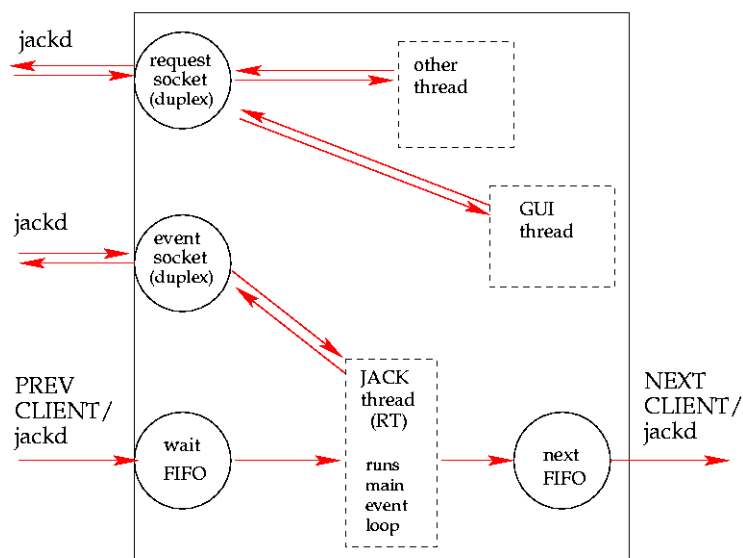 jackd
request
socket
(duplex)
other
thread
GUI
thread
jackd
event
socket
(duplex)
PREV
CLIENT/
jackd
wait
FIFO
JACK
thread
(RT)
runs
main
event
loop
next
FIFO
NEXT
CLIENT/
jackd